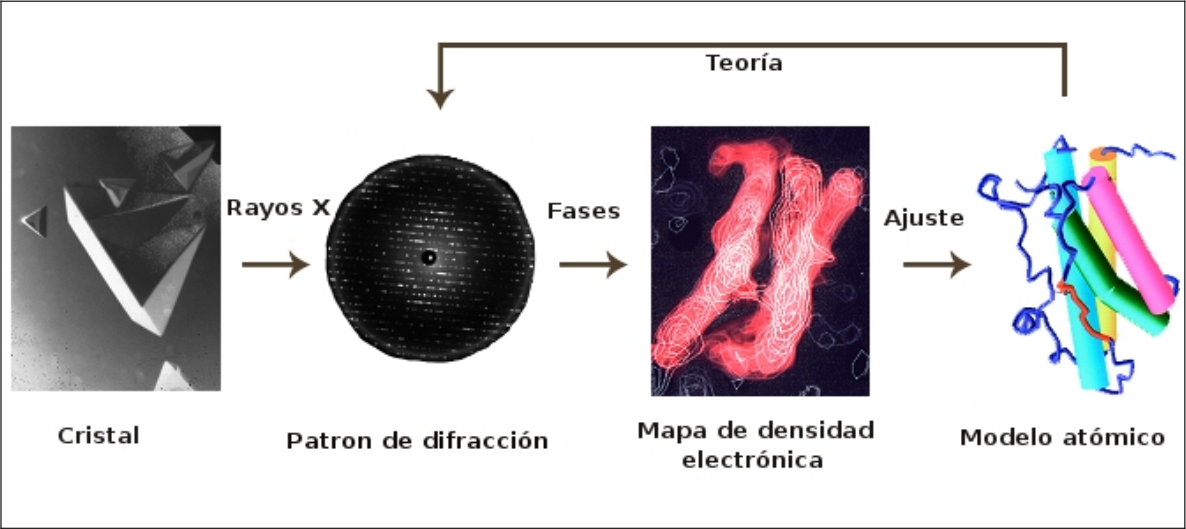 Teoría
Rayos X
Fases
Ajuste
Cristal
Patron de difracción
Mapa de densidad
electrónica
Modelo atómico